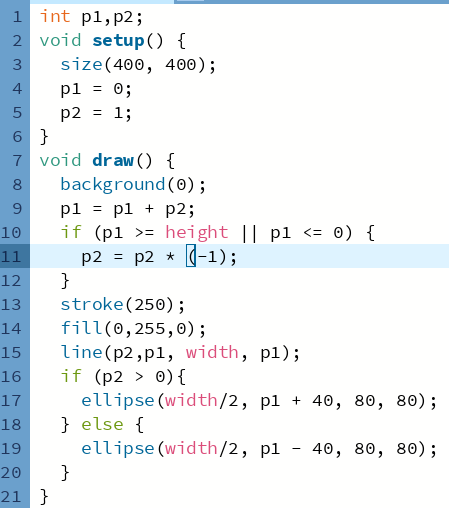 1 int p1,p2;
2 void setup() {
3   size(400, 400);
4   p1 = 0;
5   p2 = 1;
6 }
7 void draw() {
8   background(0);
9   p1 = p1 + p2;
10   if (p1 >= height || p1 <= 0) {
11     p2 = p2 * (-1);
12   }
13   stroke(250);
14   fill(0,255,0);
15   line(p2,p1, width, p1);
16   if (p2 > 0){
17     ellipse(width/2, p1 + 40, 80, 80);
18   } else {
19     ellipse(width/2, p1 - 40, 80, 80);
20   }
21 }